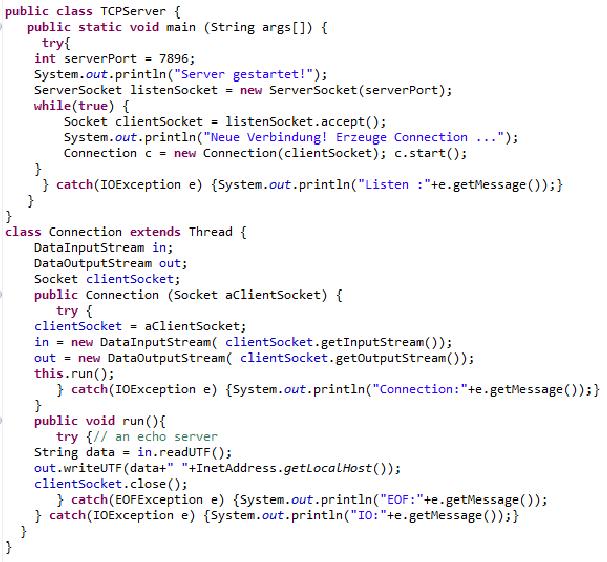 public class TCPServer {
public static void main (String args[]) {
try{
int serverPort = 7896;
System.out.println("Server gestartet!");
ServerSocket listenSocket = new ServerSocket(serverPort);
while(true) {
Socket clientSocket = listenSocket.accept();
System.out.println("Neue Verbindung! Erzeuge Connection ...");
Connection c = new Connection(clientSocket); c.start();
}
} catch(IOException e) {System.out.println("Listen :"+e.getMessage());}
}
}
class Connection extends Thread {
DataInputStream in;
DataOutputStream out;
Socket clientSocket;
public Connection (Socket aClientSocket) {
try {
clientSocket = aClientSocket;
in = new DataInputStream( clientSocket.getInputStream());
out = new DataOutputStream( clientSocket.getOutputStream());
this.run();
} catch(IOException e) {System.out.println("Connection:"+e.getMessage());}
}
public void run(){
try {// an echo server
String data = in.readUTF();
out.writeUTF(data+" "+InetAddress.getLocalHost());
clientSocket.close();
} catch(EOFException e) {System.out.println("EOF:"+e.getMessage());
} catch(IOException e) {System.out.println("IO:"+e.getMessage());}
}
}